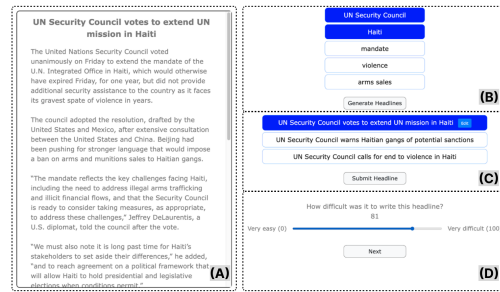 UN Security Council votes to extend UN
mission in Haiti
The United Nations Security Council voted
unanimously on Friday to extend the mandate of the
U.N. Integrated Office in Haiti, which would otherwise
have expired Friday, for one year, but did not provide
additional security assistance to the country as it faces
its gravest spate of violence in years.
The council adopted the resolution, drafted by the
United States and Mexico, after extensive consultation
between the United States and China. Beijing had
been pushing for stronger language that would impose
a ban on arms and munitions sales to Haitian gangs.
"The mandate reflects the key challenges facing Haiti,
including the need to address illegal arms trafficking
and illicit financial flows, and that the Security Council
is ready to consider taking measures, as appropriate,
to address these challenges," Jeffrey DeLaurentis, a
U.S. diplomat, told the council after the vote.
"We must also note it is long past time for Haiti's
stakeholders to set aside their differences," he added,
"and to reach agreement on a political framework that
will allow Haiti to hold presidential and legislative
elections when conditions permit."
(A)
UN Security Council
Haiti
mandate
violence
arms sales
Generate Headlines
(B)
UN Security Council votes to extend UN mission in Haiti
UN Security Council warns Haitian gangs of potential sanctions
UN Security Council calls for end to violence in Haiti
Submit Headline
(C)
How difficult was it to write this headline?
81
Very easy (0) Very difficult (100)
Next
(D)